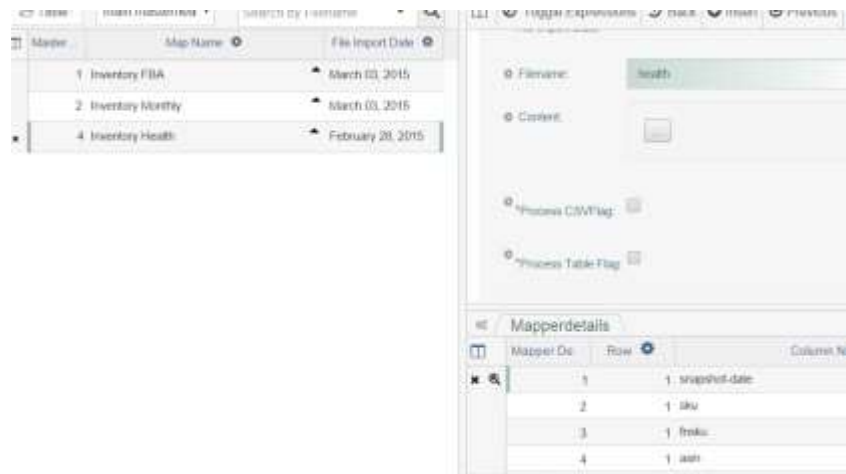 Table
Search by Filename
Toggle Expressions Back Insert Previous
Master
Map Name
File Import Date
1 Inventory FBA March 03, 2015
2 Inventory Monthly March 03, 2015
4 Inventory Health February 28, 2015
Filename: health
Content:
...
*Process CSVFlag:
*Process Table Flag:
Mapperdetails
Mapper De Row Column N
1 1 snapshot-date
2 1 sku
3 1 fnsku
4 1 asin